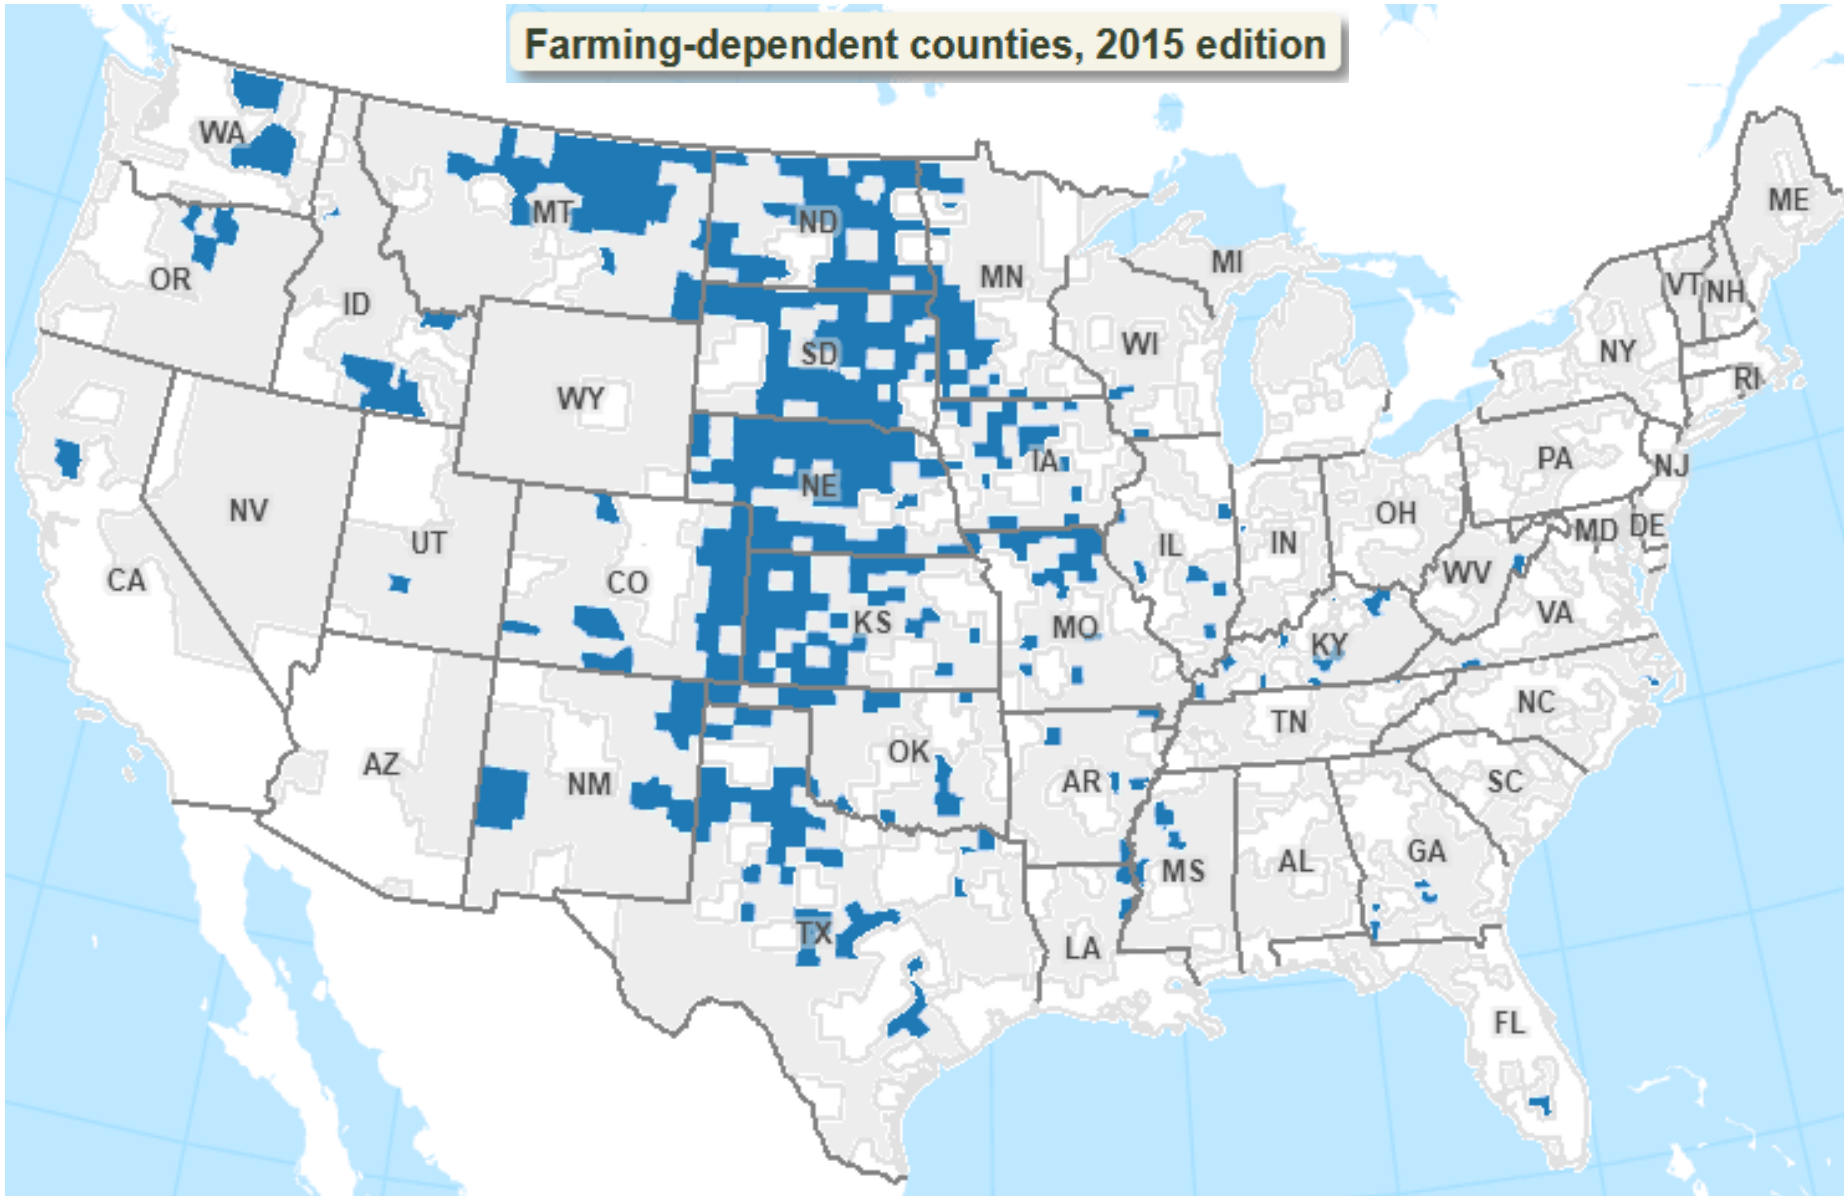 Farming-dependent counties, 2015 edition
WA
MT
ND
MN
MI
ME
VT
NH
OR
ID
SD
WI
NY
RI
WY
IA
PA
NJ
NE
NV
UT
CO
IL
IN
OH
MD
DE
WV
VA
CA
KS
MO
KY
NC
TN
AZ
NM
OK
AR
SC
MS
AL
GA
TX
LA
FL